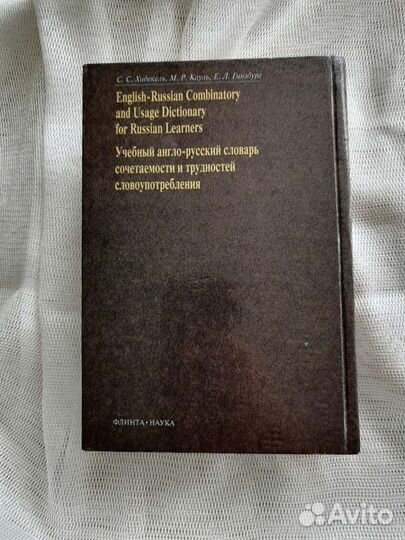 С. С. Хидекель, М. Р. Кауль, Е. Л. Гинзбург
English-Russian Combinatory
and Usage Dictionary
for Russian Learners
Учебный англо-русский словарь
сочетаемости и трудностей
словоупотребления
ФЛИНТА • НАУКА
Avito